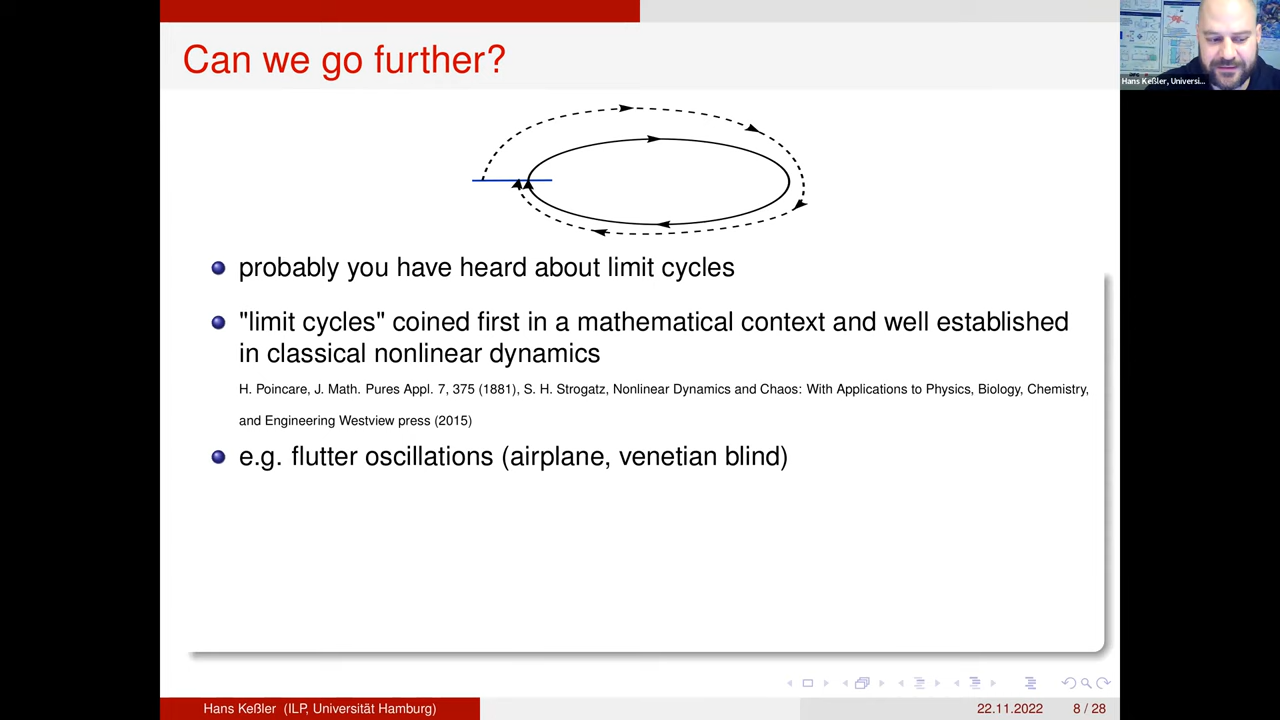 Can we go further?
Hans Keßler, Universi...
probably you have heard about limit cycles
"limit cycles" coined first in a mathematical context and well established
in classical nonlinear dynamics
H. Poincare, J. Math. Pures Appl. 7, 375 (1881), S. H. Strogatz, Nonlinear Dynamics and Chaos: With Applications to Physics, Biology, Chemistry,
and Engineering Westview press (2015)
e.g. flutter oscillations (airplane, venetian blind)
Hans Keßler (ILP, Universität Hamburg)
22.11.2022
8 / 28